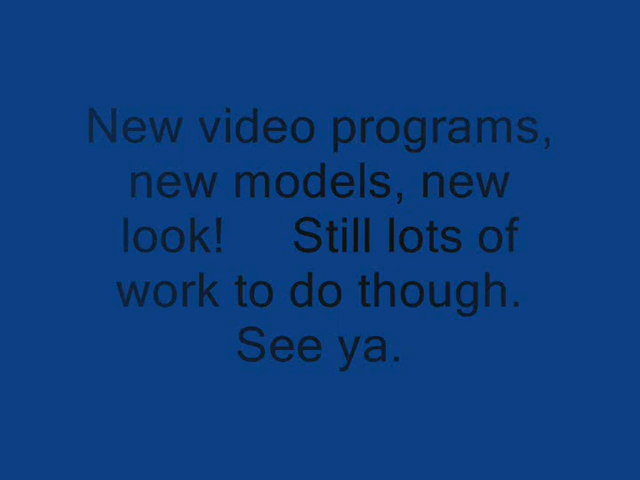 New video programs,
new models, new
look! Still lots of
work to do though.
See ya.